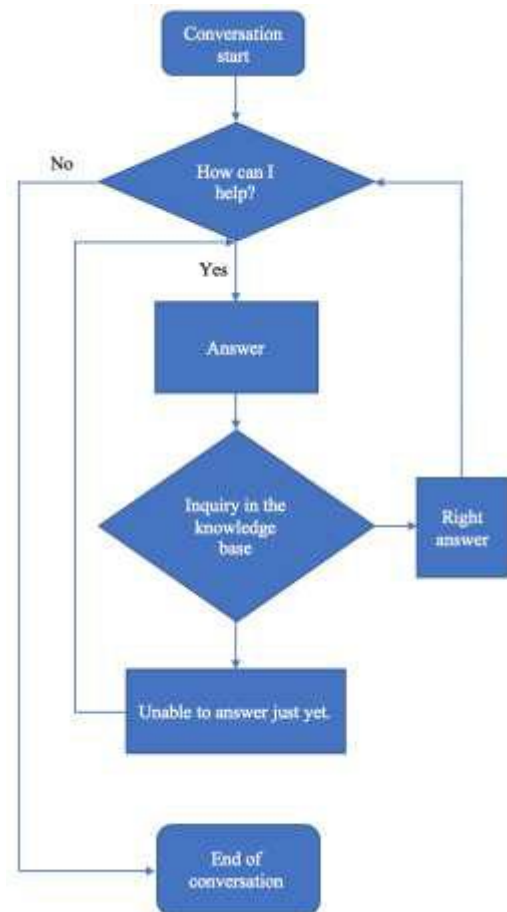 Conversation
start
No
How can I
help?
Yes
Answer
Inquiry in the
knowledge
base
Right
answer
Unable to answer just yet.
End of
conversation